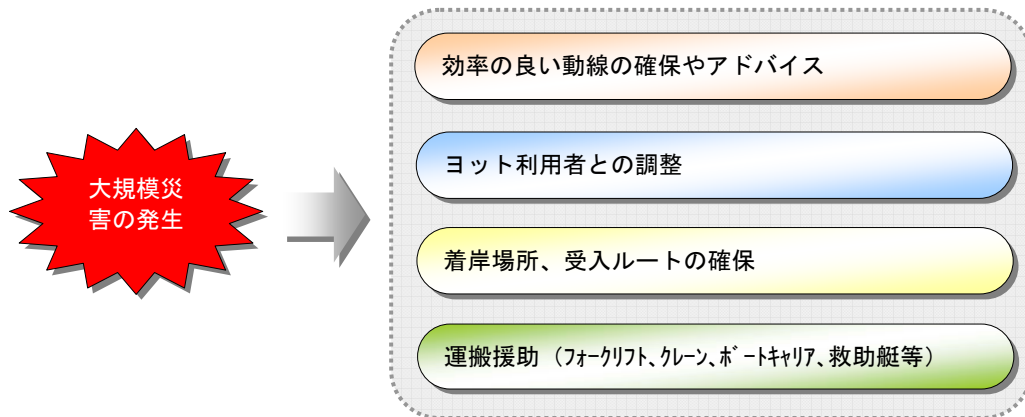 大規模災
害の発生
効率の良い動線の確保やアドバイス
ヨット利用者との調整
着岸場所、受入ルートの確保
運搬援助（ﾌｫｰｸﾘﾌﾄ、ｸﾚｰﾝ、ﾎﾞｰﾄｷｬﾘｱ、救助艇等）